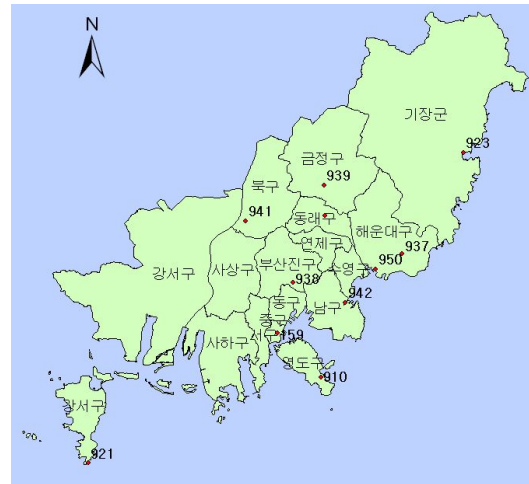 N
기장군
923
금정구
939
북구
941
동래구
해운대구
937
연제구
강서구
사상구
부산진구
수영구
950
938
동구
남구
942
중구
서구
159
사하구
영도구
910
강서구
921